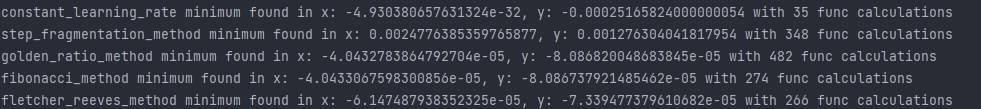 constant_learning_rate minimum found in x: -4.930380657631324e-32, y: -0.00025165824000000054 with 35 func calculations
step_fragmentation_method minimum found in x: 0.0024776385359765877, y: 0.001276304041817954 with 348 func calculations
golden_ratio_method minimum found in x: -4.0432783864792704e-05, y: -8.086820048683845e-05 with 482 func calculations
fibonacci_method minimum found in x: -4.0433067598300856e-05, y: -8.086737921485462e-05 with 274 func calculations
fletcher_reeves_method minimum found in x: -6.147487938352325e-05, y: -7.339477379610682e-05 with 266 func calculations